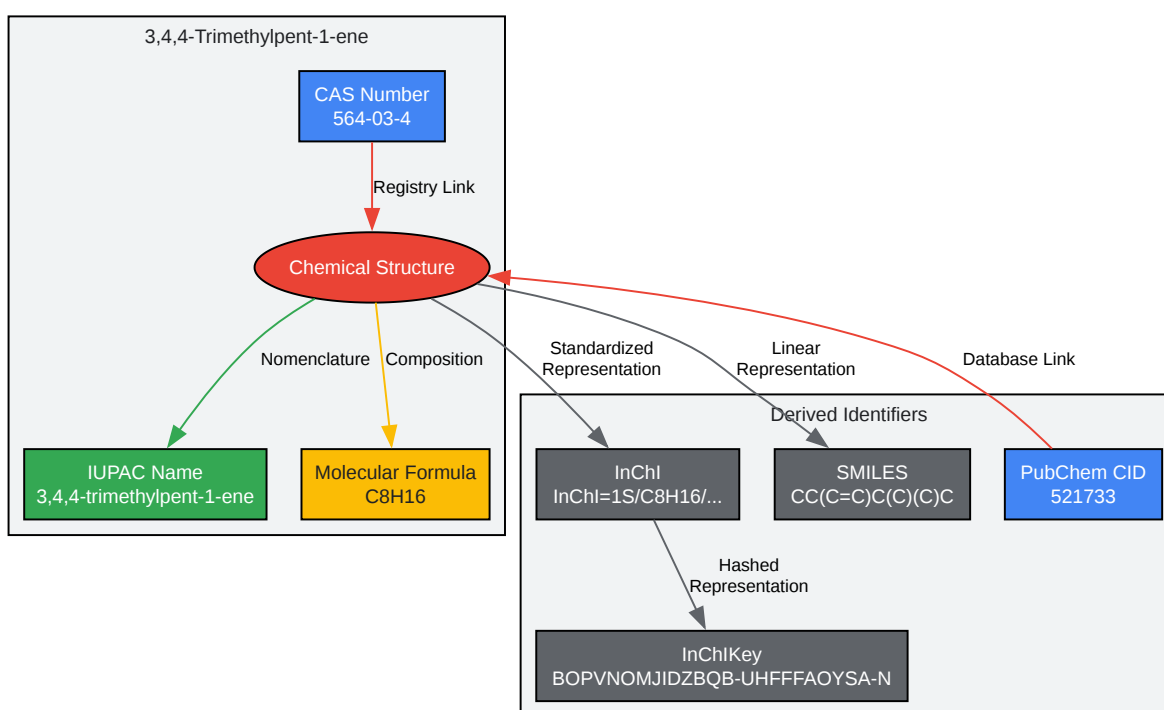 3,4,4-Trimethylpent-1-ene
CAS Number
564-03-4
Registry Link
Chemical Structure
Nomenclature
Composition
Standardized
Representation
Linear
Representation
Database Link
Derived Identifiers
IUPAC Name
3,4,4-trimethylpent-1-ene
Molecular Formula
C8H16
InChI
InChI=1S/C8H16/...
SMILES
CC(C=C)C(C)(C)C
PubChem CID
521733
Hashed
Representation
InChIKey
BOPVNOMJIDZBQB-UHFFFAOYSA-N